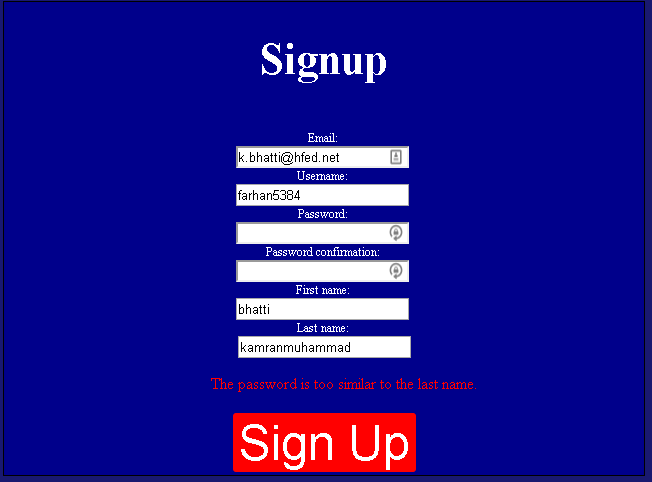 Signup
Email:
k.bhatti@hfed.net
Username:
farhan5384
Password:
Password confirmation:
First name:
bhatti
Last name:
kamranmuhammad
The password is too similar to the last name.
Sign Up